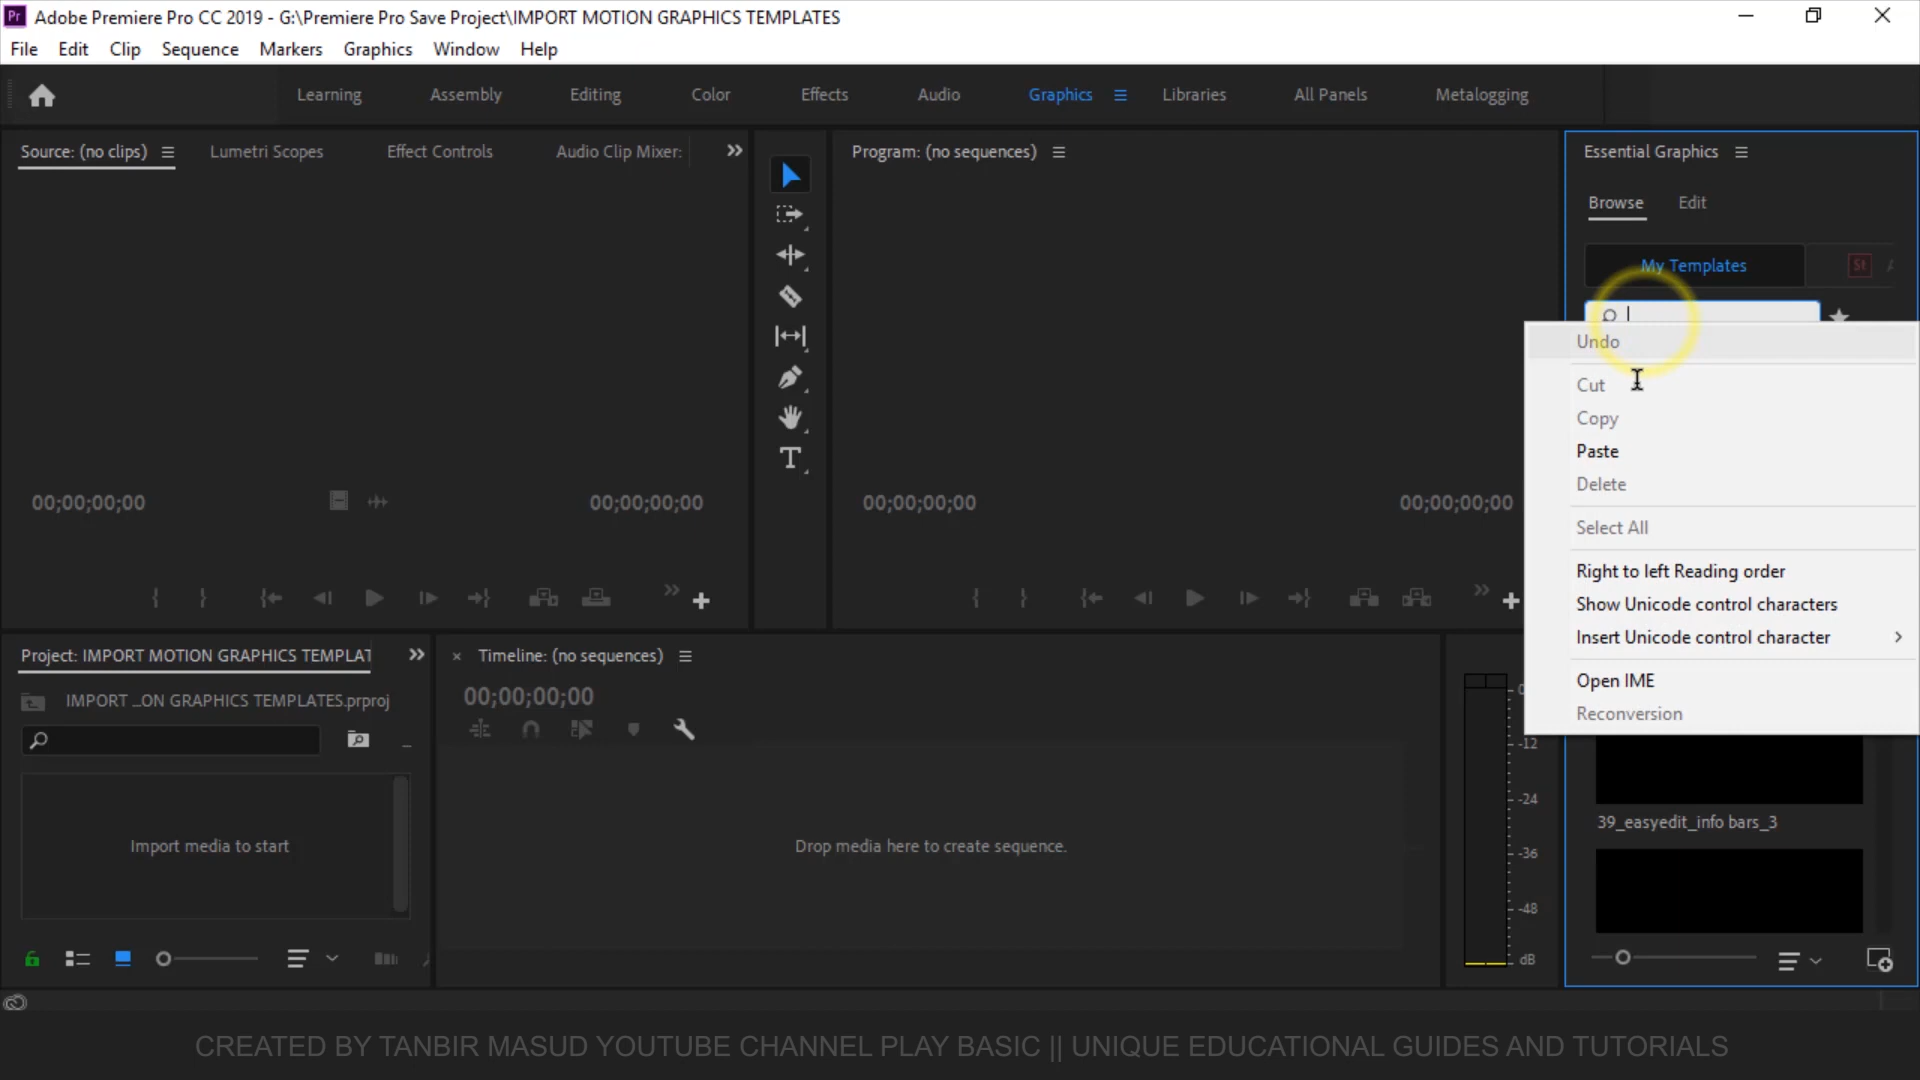 Pr Adobe Premiere Pro CC 2019 - G:\Premiere Pro Save Project\IMPORT MOTION GRAPHICS TEMPLATES
File Edit Clip Sequence Markers Graphics Window Help
Learning Assembly Editing Color Effects Audio Graphics Libraries All Panels Metalogging
Source: (no clips) Lumetri Scopes Effect Controls Audio Clip Mixer:
Program: (no sequences)
Essential Graphics
Browse Edit
My Templates St
Undo
Cut
Copy
Paste
Delete
Select All
Right to left Reading order
Show Unicode control characters
Insert Unicode control character
Open IME
Reconversion
00;00;00;00 00;00;00;00 00;00;00;00 00;00;00;00
Project: IMPORT MOTION GRAPHICS TEMPLAT
IMPORT ...ON GRAPHICS TEMPLATES.prproj
Import media to start
Timeline: (no sequences)
00;00;00;00
Drop media here to create sequence.
-12
-24
-36
-48
dB
39_easyedit_info bars_3
CREATED BY TANBIR MASUD YOUTUBE CHANNEL PLAY BASIC || UNIQUE EDUCATIONAL GUIDES AND TUTORIALS